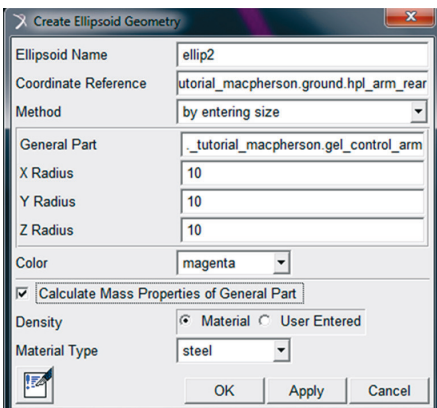 Create Ellipsoid Geometry
Ellipsoid Name ellip2
Coordinate Reference utorial_macpherson.ground.hpl_arm_rear
Method by entering size
General Part ._tutorial_macpherson.gel_control_arm
X Radius 10
Y Radius 10
Z Radius 10
Color magenta
Calculate Mass Properties of General Part
Density Material User Entered
Material Type steel
OK Apply Cancel